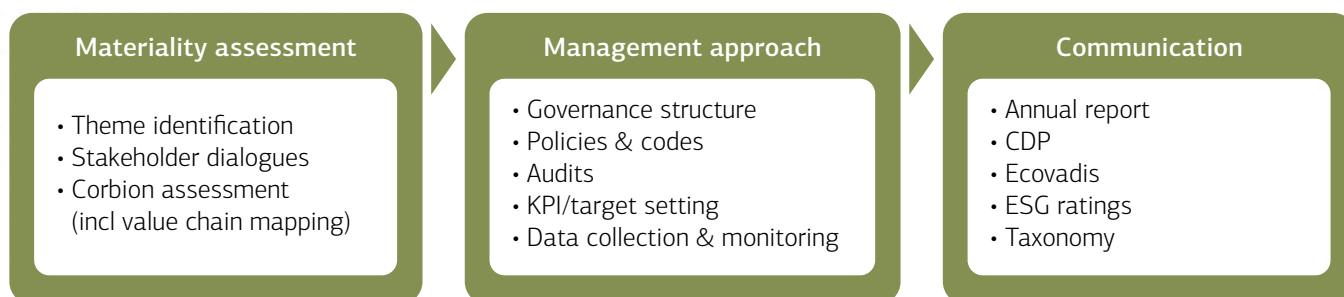 Materiality assessment
• Theme identification
• Stakeholder dialogues
• Corbion assessment
(incl value chain mapping)
Management approach
• Governance structure
• Policies & codes
• Audits
• KPI/target setting
• Data collection & monitoring
Communication
• Annual report
• CDP
• Ecovadis
• ESG ratings
• Taxonomy